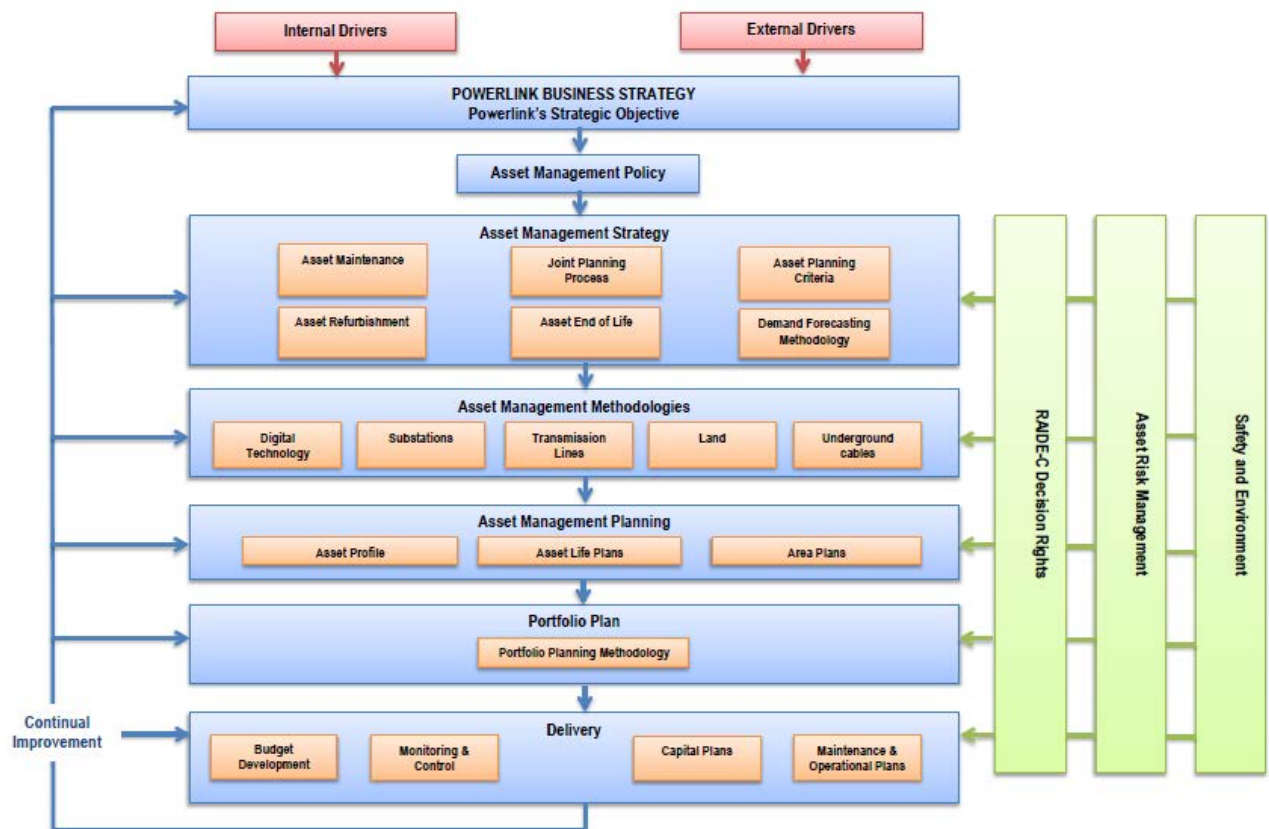 Internal Drivers
External Drivers
POWERLINK BUSINESS STRATEGY
Powerlink's Strategic Objective
Asset Management Policy
Asset Management Strategy
Asset Maintenance
Joint Planning
Process
Asset Planning
Criteria
Asset Refurbishment
Asset End of Life
Demand Forecasting
Methodology
Asset Management Methodologies
Digital
Technology
Substations
Transmission
Lines
Land
Underground
cables
Asset Management Planning
Asset Profile
Asset Life Plans
Area Plans
Portfolio Plan
Portfolio Planning Methodology
Delivery
Budget
Development
Monitoring &
Control
Capital Plans
Maintenance &
Operational Plans
Continual
Improvement
RAIDE-C Decision Rights
Asset Risk Management
Safety and Environment